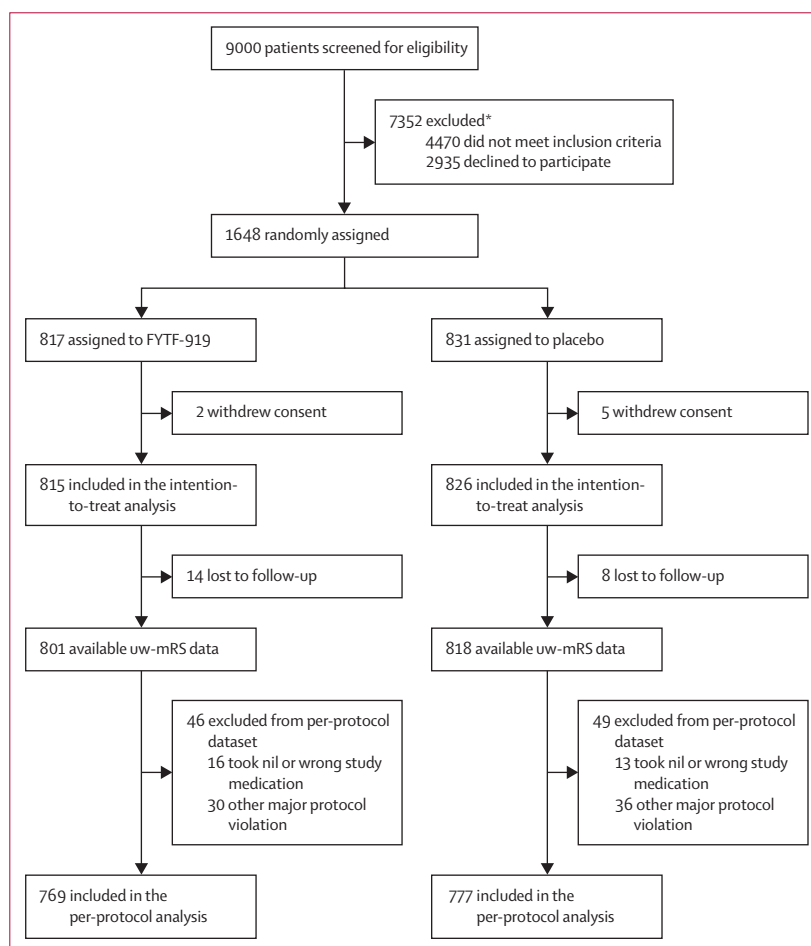 9000 patients screened for eligibility
7352 excluded*
4470 did not meet inclusion criteria
2935 declined to participate
1648 randomly assigned
817 assigned to FYTF-919
831 assigned to placebo
2 withdrew consent
5 withdrew consent
815 included in the intention-
to-treat analysis
826 included in the intention-
to-treat analysis
14 lost to follow-up
8 lost to follow-up
801 available uw-mRS data
818 available uw-mRS data
46 excluded from per-protocol
dataset
16 took nil or wrong study
medication
30 other major protocol
violation
49 excluded from per-protocol
dataset
13 took nil or wrong study
medication
36 other major protocol
violation
769 included in the
per-protocol analysis
777 included in the
per-protocol analysis